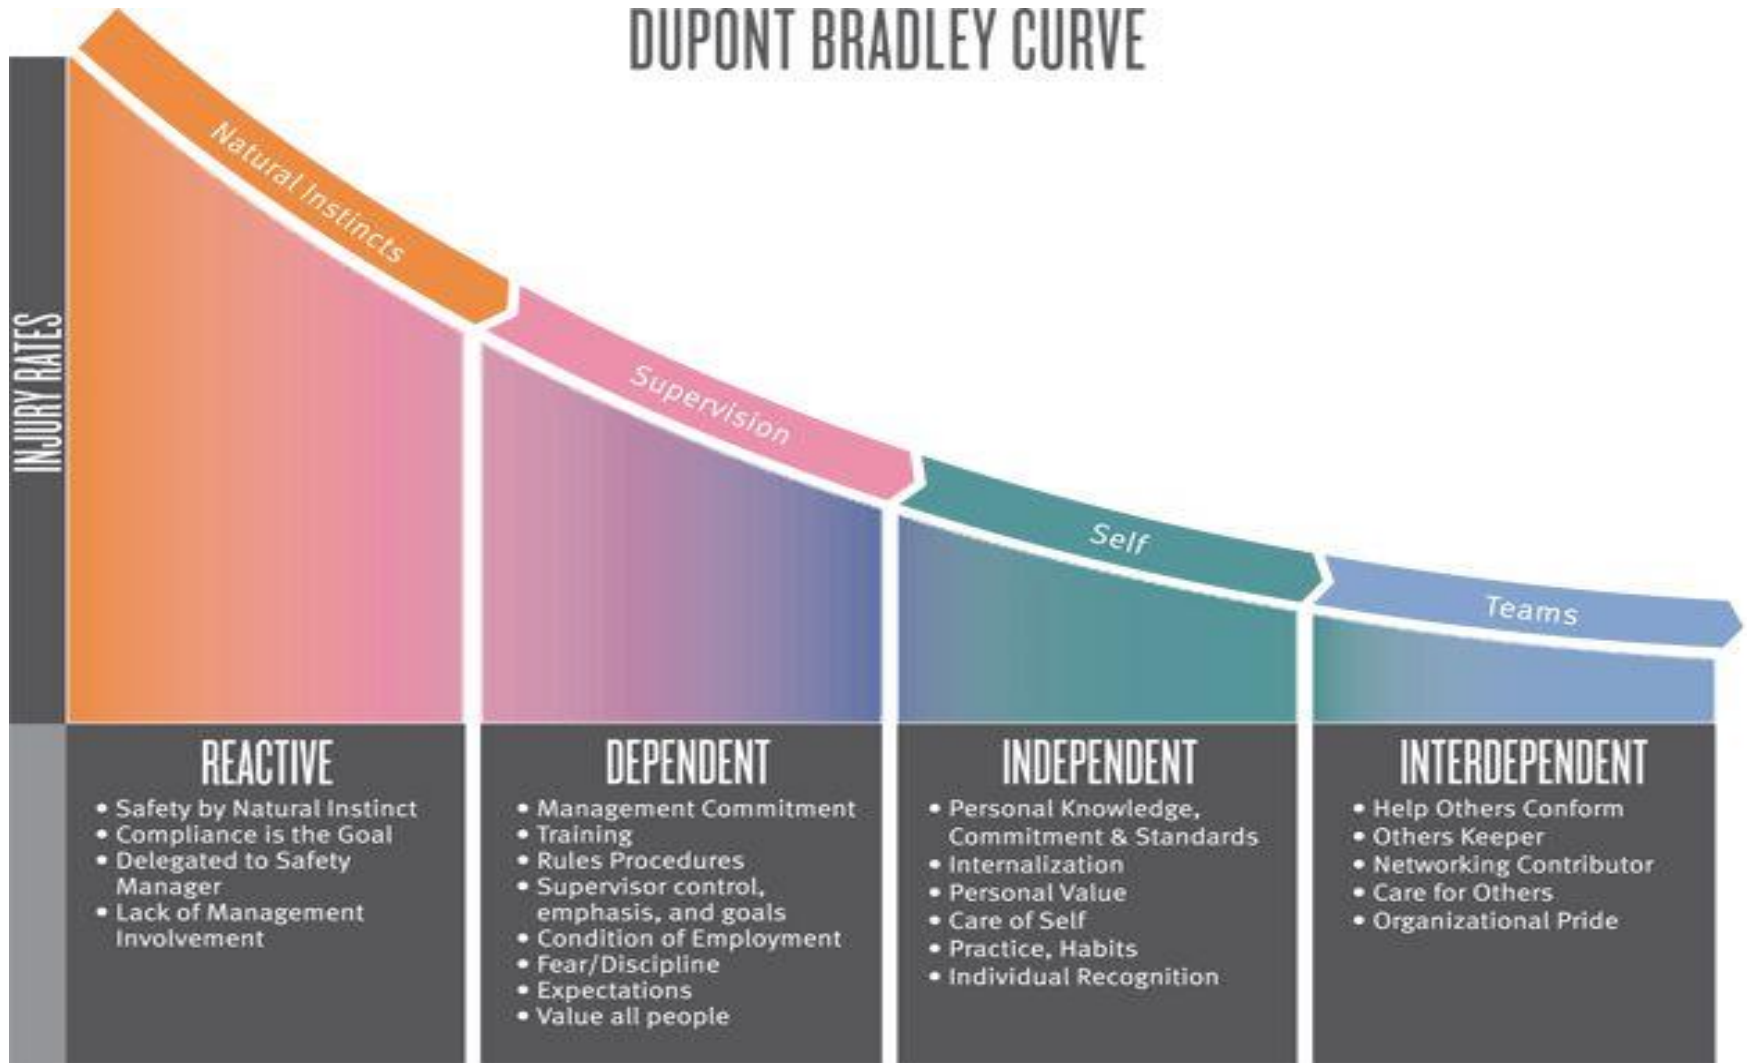 DUPONT BRADLEY CURVE
INJURY RATES
Natural Instincts
Supervision
Self
Teams
REACTIVE
• Safety by Natural Instinct
• Compliance is the Goal
• Delegated to Safety
Manager
• Lack of Management
Involvement
DEPENDENT
• Management Commitment
• Training
• Rules Procedures
• Supervisor control,
emphasis, and goals
• Condition of Employment
• Fear/Discipline
• Expectations
• Value all people
INDEPENDENT
• Personal Knowledge,
Commitment & Standards
• Internalization
• Personal Value
• Care of Self
• Practice, Habits
• Individual Recognition
INTERDEPENDENT
• Help Others Conform
• Others Keeper
• Networking Contributor
• Care for Others
• Organizational Pride